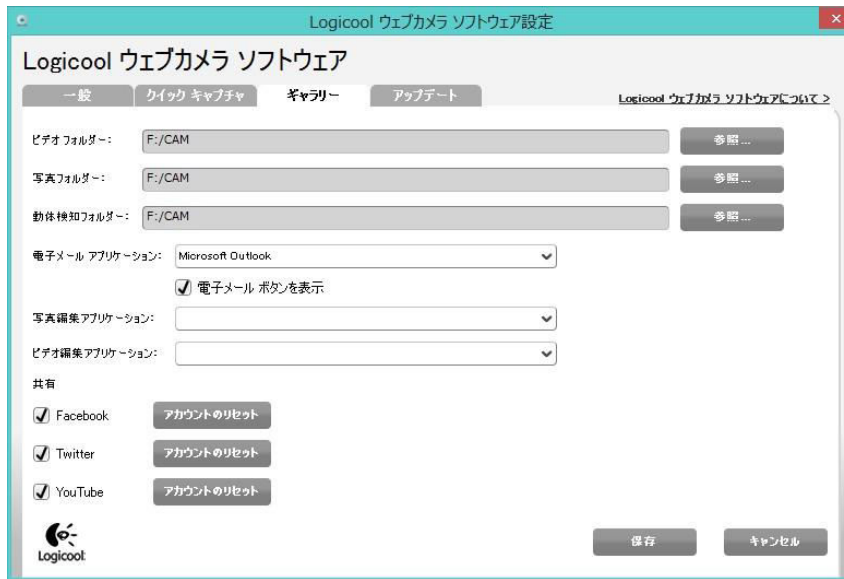 Logicool ウェブカメラ ソフトウェア設定
Logicool ウェブカメラ ソフトウェア
一般 クイック キャプチャ ギャラリー アップデート Logicool ウェブカメラ ソフトウェアについて >
ビデオ フォルダー: F:/CAM 参照...
写真フォルダー: F:/CAM 参照...
動体検知フォルダー: F:/CAM 参照...
電子メール アプリケーション: Microsoft Outlook
電子メール ボタンを表示
写真編集アプリケーション:
ビデオ編集アプリケーション:
共有
Facebook アカウントのリセット
Twitter アカウントのリセット
YouTube アカウントのリセット
Logicool
保存 キャンセル